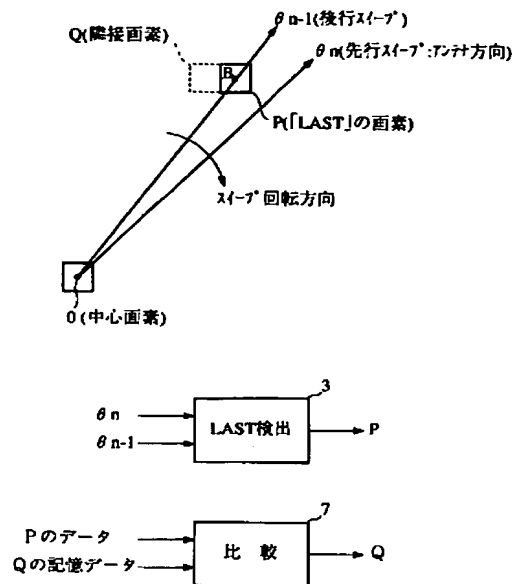 θn-1(後行スイープ)
Q(隣接画素)
θn(先行スイープ:アンテナ方向)
B
P(「LAST」の画素)
スイープ回転方向
0(中心画素)
3
θn
θn-1
LAST検出
P
7
Pのデータ
Qの記憶データ
比 較
Q